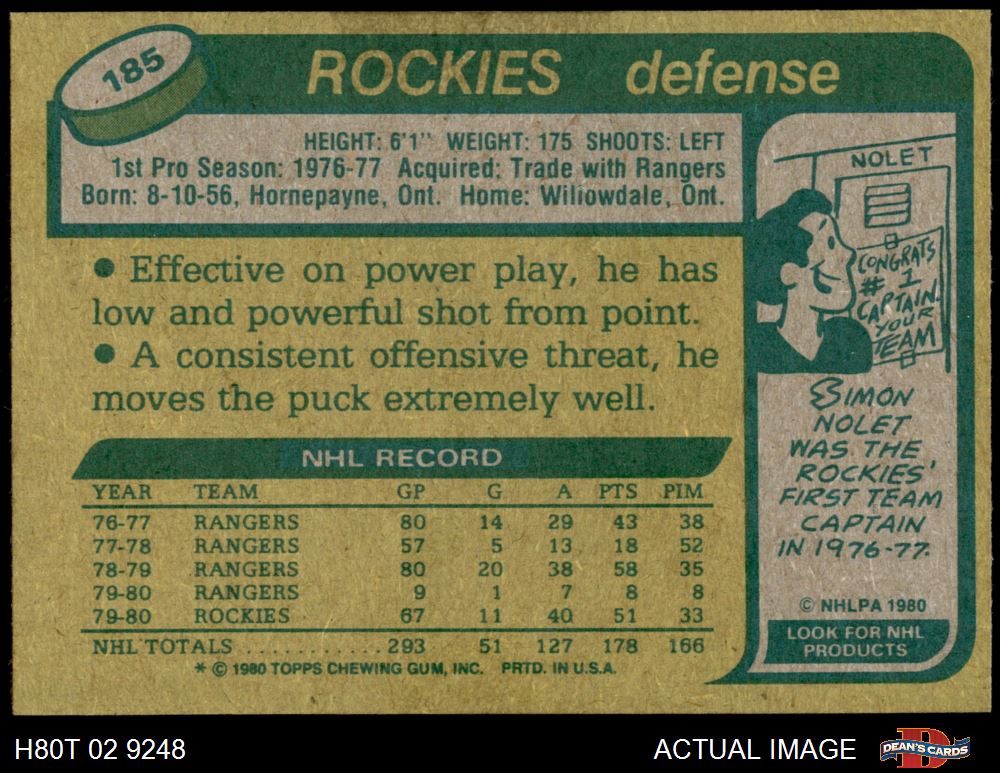 185
ROCKIES defense
HEIGHT: 6'1'' WEIGHT: 175 SHOOTS: LEFT
1st Pro Season: 1976-77 Acquired: Trade with Rangers
Born: 8-10-56, Hornepayne, Ont. Home: Willowdale, Ont.
● Effective on power play, he has
low and powerful shot from point.
● A consistent offensive threat, he
moves the puck extremely well.
NHL RECORD
YEAR TEAM GP G A PTS PIM
76-77 RANGERS 80 14 29 43 38
77-78 RANGERS 57 5 13 18 52
78-79 RANGERS 80 20 38 58 35
79-80 RANGERS 9 1 7 8 8
79-80 ROCKIES 67 11 40 51 33
NHL TOTALS ........... 293 51 127 178 166
* © 1980 TOPPS CHEWING GUM, INC. PRTD. IN U.S.A.
NOLET
CONGRATS
# 1
CAPTAIN
YOUR
TEAM
SIMON
NOLET
WAS THE
ROCKIES'
FIRST TEAM
CAPTAIN
IN 1976-77.
© NHLPA 1980
LOOK FOR NHL
PRODUCTS
H80T 02 9248
ACTUAL IMAGE
DEAN'S CARDS